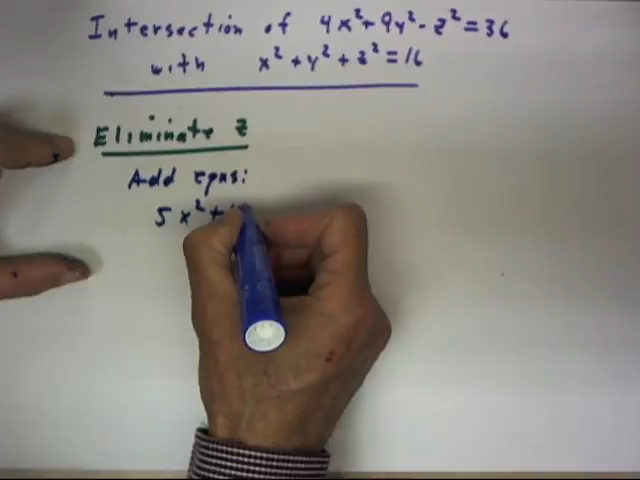 Intersection of 4x²+9y²-z²=36
with x²+y²+z²=16
Eliminate z
Add eqns:
5x²+